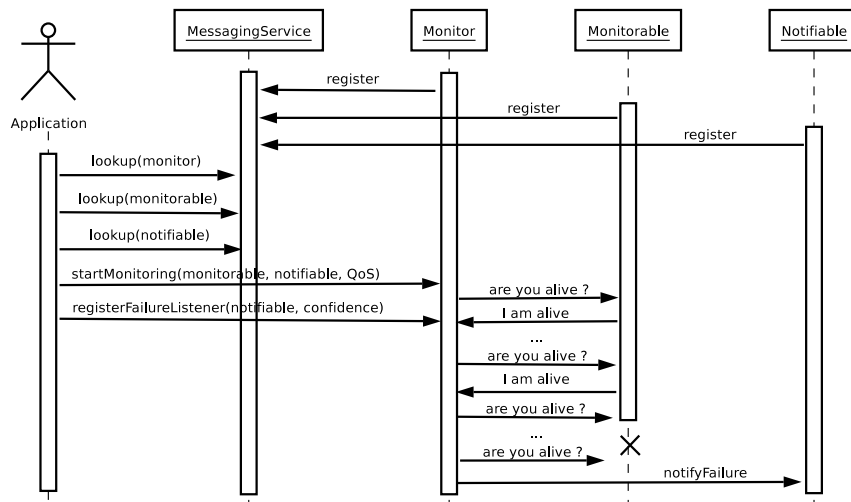 MessagingService
Monitor
Monitorable
Notifiable
Application
register
register
register
lookup(monitor)
lookup(monitorable)
lookup(notifiable)
startMonitoring(monitorable, notifiable, QoS)
are you alive ?
registerFailureListener(notifiable, confidence)
I am alive
...
are you alive ?
I am alive
are you alive ?
...
are you alive ?
notifyFailure